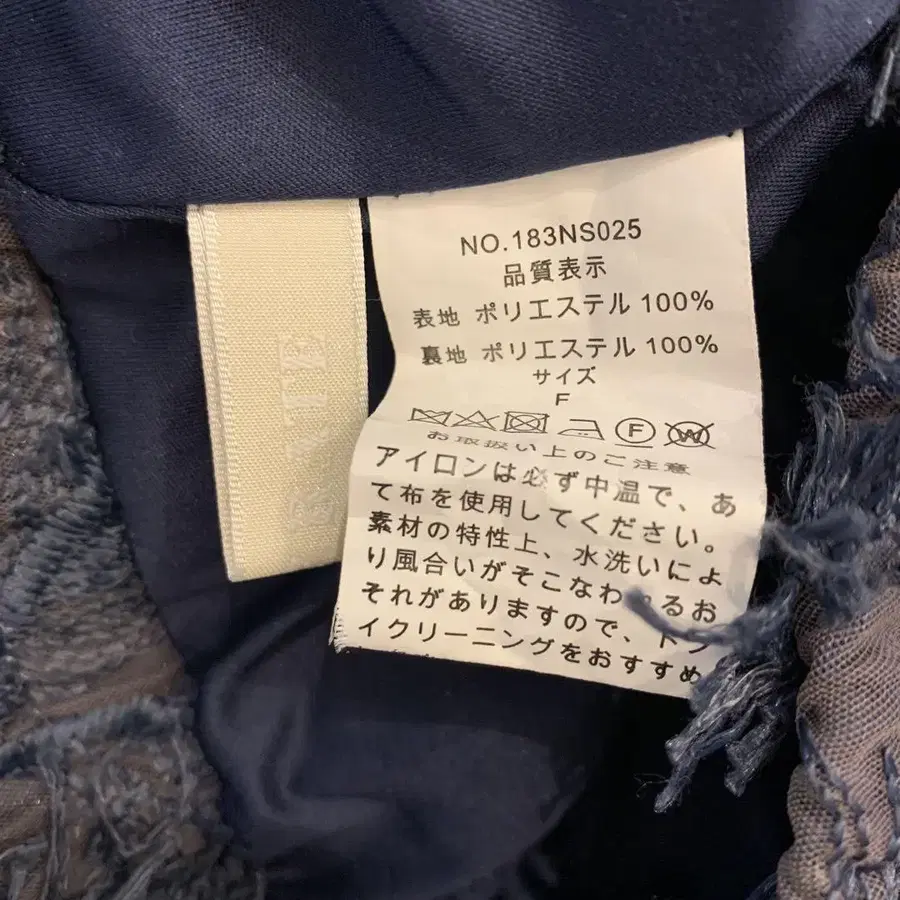 NO.183NS025
品質表示
表地 ポリエステル 100%
裏地 ポリエステル 100%
サイズ
F
F
W
お取扱い上のご注意
アイロンは必ず中温で、あ
て布を使用してください。
素材の特性上、水洗いによ
り風合いがそこなわれるお
それがありますので、ドラ
イクリーニングをおすすめ